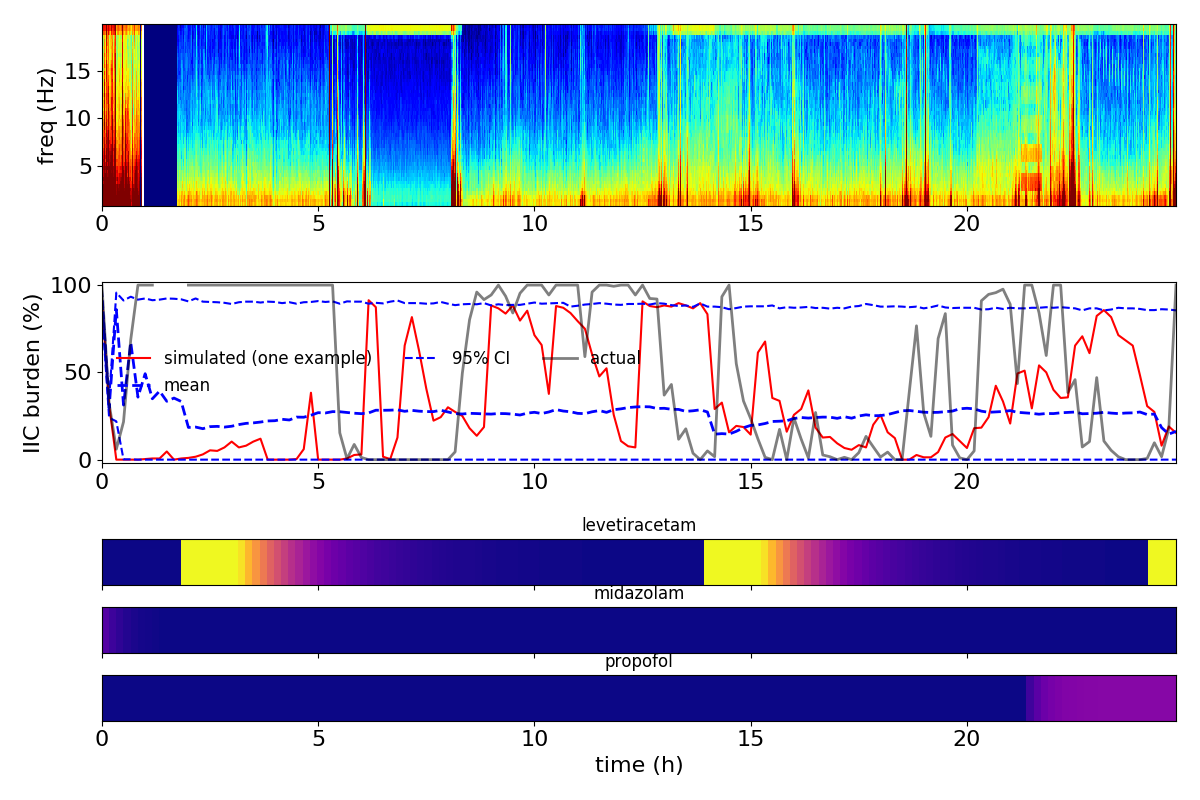 freq (Hz)
15
10
5
0 5 10 15 20
IIC burden (%)
100
50
0
simulated (one example) 95% CI actual
mean
0 5 10 15 20
levetiracetam
midazolam
propofol
0 5 10 15 20
time (h)